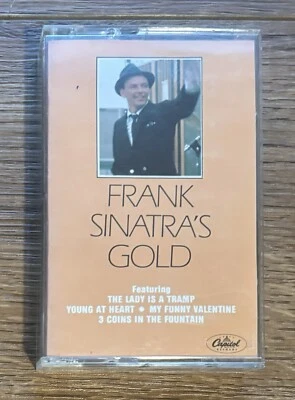 FRANK
SINATRA'S
GOLD
Featuring
THE LADY IS A TRAMP
YOUNG AT HEART • MY FUNNY VALENTINE
3 COINS IN THE FOUNTAIN
Capitol